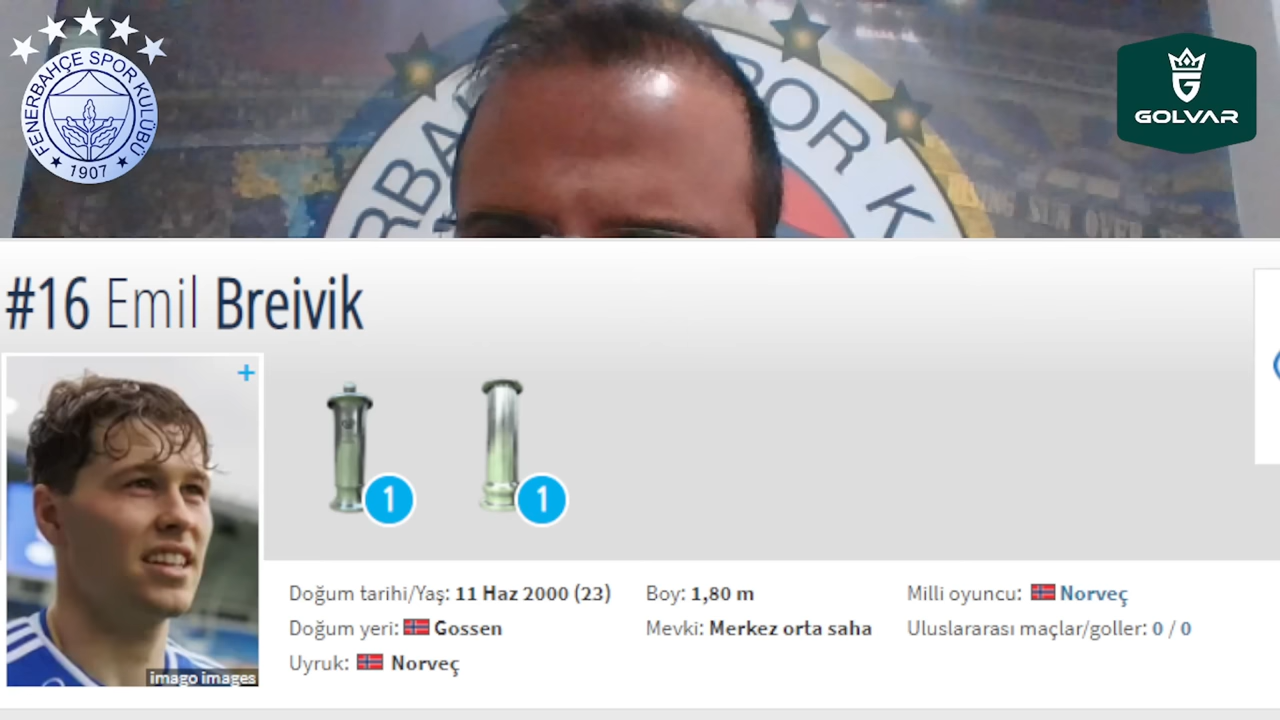 FENERBAHÇE SPOR KULÜBÜ
1907
RBA
POR K
GOLVAR
#16 Emil Breivik
+
1
1
imago images
Doğum tarihi/Yaş: 11 Haz 2000 (23)
Doğum yeri: Gossen
Uyruk: Norveç
Boy: 1,80 m
Mevki: Merkez orta saha
Milli oyuncu: Norveç
Uluslararası maçlar/goller: 0 / 0